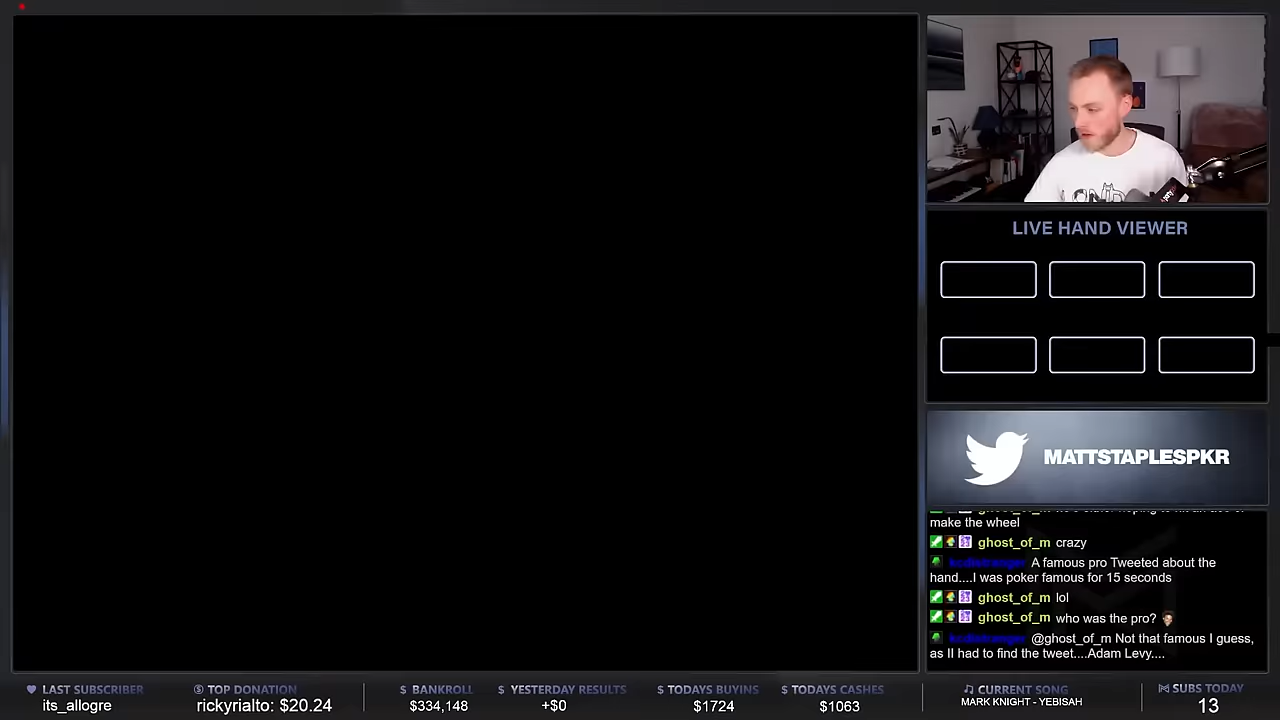 LIVE HAND VIEWER
MATTSTAPLESPKR
make the wheel
ghost_of_m crazy
kcdistranger A famous pro Tweeted about the
hand....I was poker famous for 15 seconds
ghost_of_m lol
ghost_of_m who was the pro?
kcdistranger @ghost_of_m Not that famous I guess,
as II had to find the tweet....Adam Levy....
LAST SUBSCRIBER
its_allogre
TOP DONATION
rickyrialto: $20.24
$ BANKROLL
$334,148
$ YESTERDAY RESULTS
+$0
$ TODAYS BUYINS
$1724
$ TODAYS CASHES
$1063
CURRENT SONG
MARK KNIGHT - YEBISAH
SUBS TODAY
13